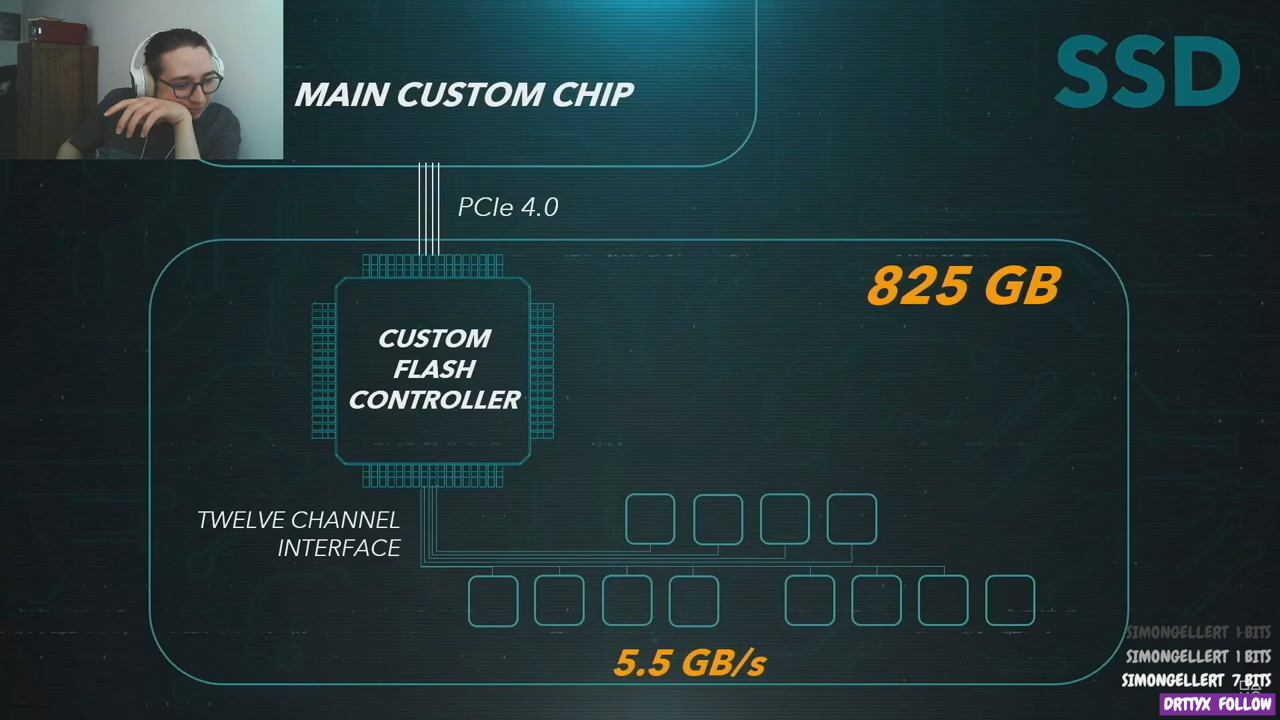 SSD
MAIN CUSTOM CHIP
PCIe 4.0
825 GB
CUSTOM
FLASH
CONTROLLER
TWELVE CHANNEL
INTERFACE
5.5 GB/s
SIMONGELLERT 1 BITS
SIMONGELLERT 1 BITS
SIMONGELLERT 7 BITS
DRTTYX FOLLOW